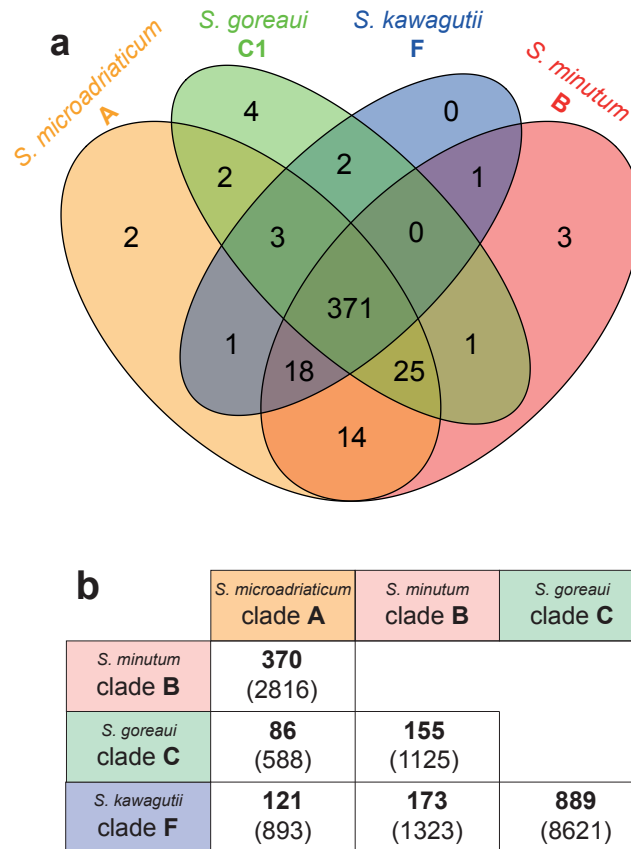 a
S. microadriaticum
A
S. goreaui
C1
S. kawagutii
F
S. minutum
B
4
0
2
2
1
2
3
0
3
371
1
1
18
25
14
b
S. microadriaticum
clade A
S. minutum
clade B
S. goreaui
clade C
S. minutum
clade B
370
(2816)
S. goreaui
clade C
86
(588)
155
(1125)
S. kawagutii
clade F
121
(893)
173
(1323)
889
(8621)